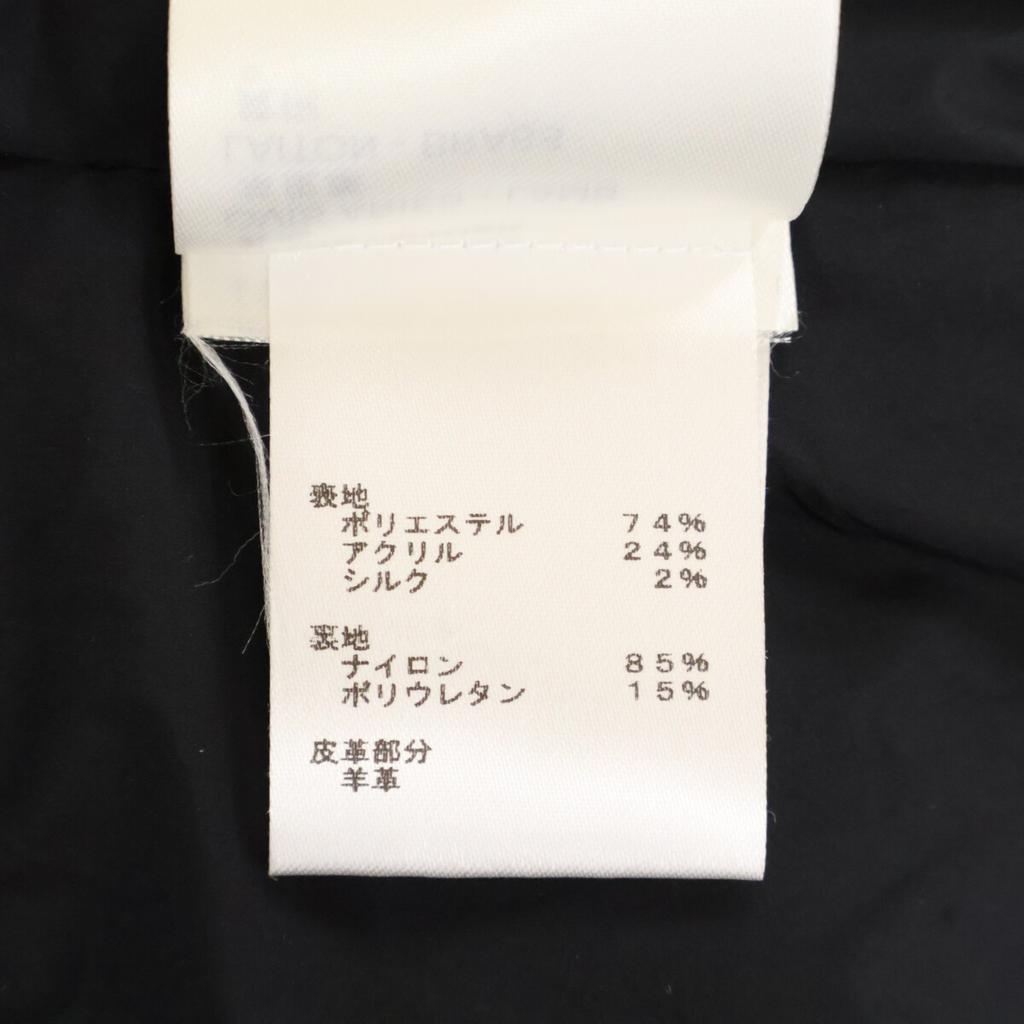 表地
ポリエステル 74%
アクリル 24%
シルク 2%
裏地
ナイロン 85%
ポリウレタン 15%
皮革部分
羊革
LAITON - BRASS